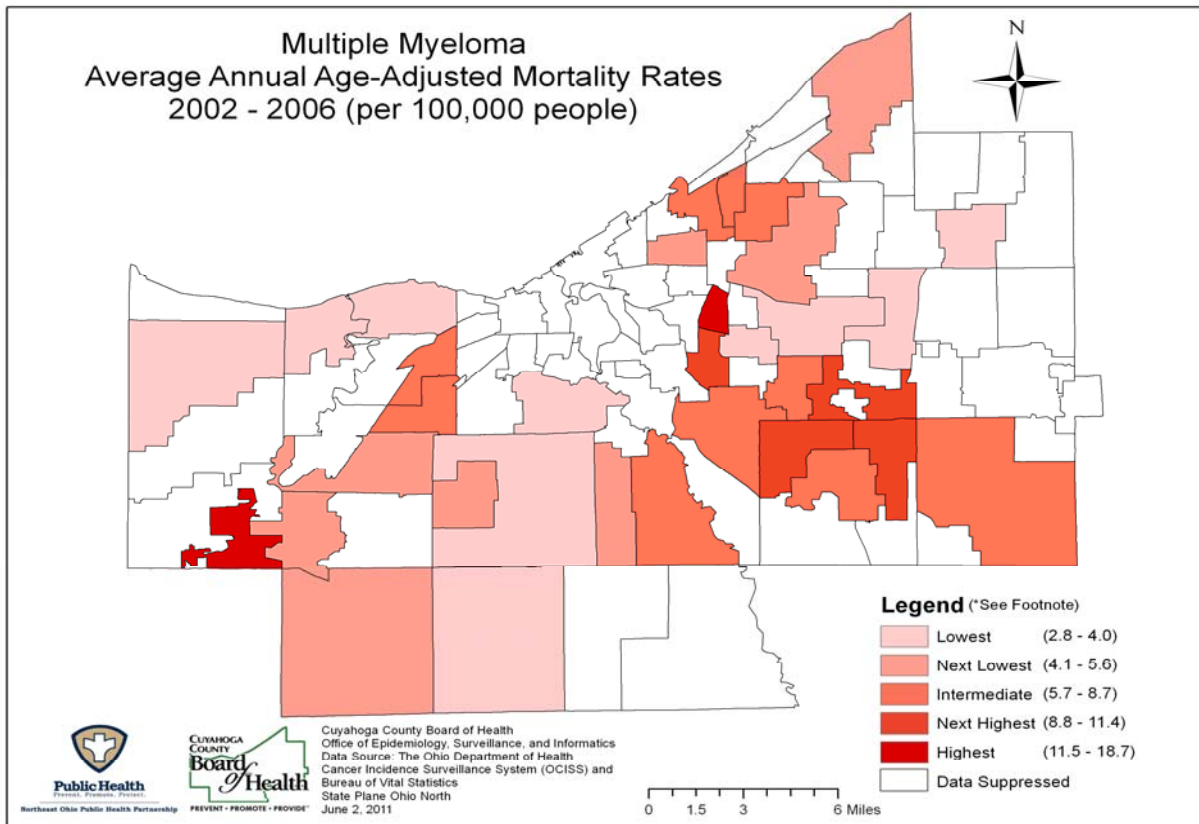 Multiple Myeloma
Average Annual Age-Adjusted Mortality Rates
2002 - 2006 (per 100,000 people)
N
Legend (*See Footnote)
Lowest (2.8 - 4.0)
Next Lowest (4.1 - 5.6)
Intermediate (5.7 - 8.7)
Next Highest (8.8 - 11.4)
Highest (11.5 - 18.7)
Data Suppressed
Public Health
Prevent. Promote. Protect.
Northeast Ohio Public Health Partnership
CUYAHOGA
COUNTY
Board
of Health
PREVENT • PROMOTE • PROVIDE
Cuyahoga County Board of Health
Office of Epidemiology, Surveillance, and Informatics
Data Source: The Ohio Department of Health
Cancer Incidence Surveillance System (OCISS) and
Bureau of Vital Statistics
State Plane Ohio North
June 2, 2011
0 1.5 3 6 Miles